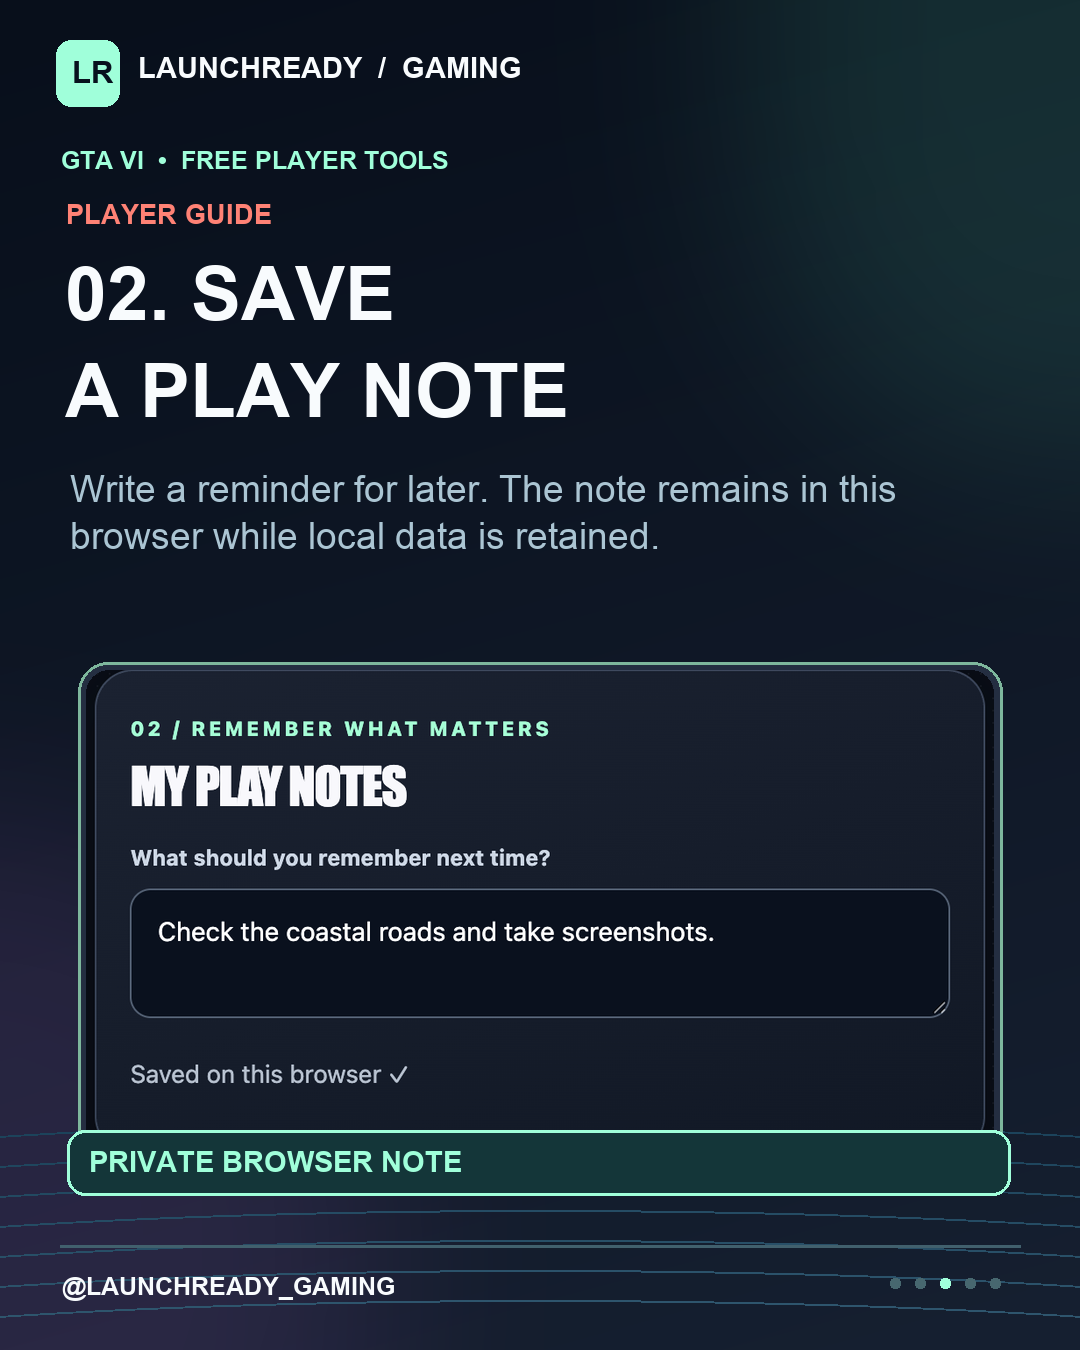 LR
LAUNCHREADY / GAMING
GTA VI • FREE PLAYER TOOLS
PLAYER GUIDE
02. SAVE
A PLAY NOTE
Write a reminder for later. The note remains in this
browser while local data is retained.
02 / REMEMBER WHAT MATTERS
MY PLAY NOTES
What should you remember next time?
Check the coastal roads and take screenshots.
Saved on this browser ✓
PRIVATE BROWSER NOTE
@LAUNCHREADY_GAMING